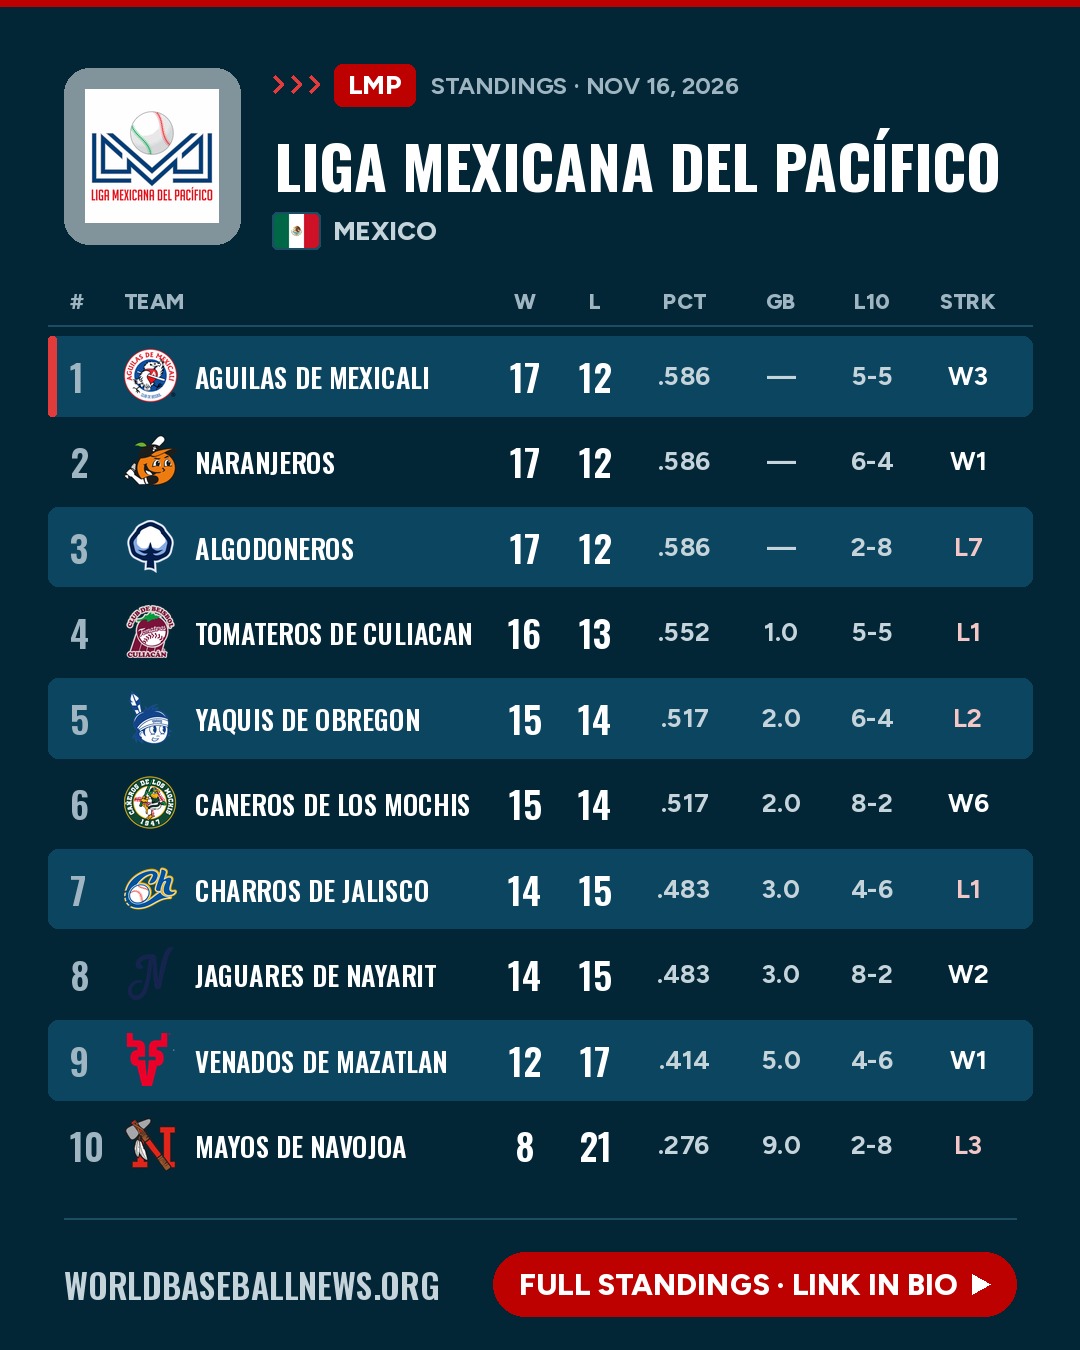 LMP STANDINGS · NOV 16, 2026
LIGA MEXICANA DEL PACÍFICO
LIGA MEXICANA DEL PACÍFICO
MEXICO
# TEAM W L PCT GB L10 STRK
1 AGUILAS DE MEXICALI 17 12 .586 — 5-5 W3
2 NARANJEROS 17 12 .586 — 6-4 W1
3 ALGODONEROS 17 12 .586 — 2-8 L7
4 TOMATEROS DE CULIACAN 16 13 .552 1.0 5-5 L1
5 YAQUIS DE OBREGON 15 14 .517 2.0 6-4 L2
6 CANEROS DE LOS MOCHIS 15 14 .517 2.0 8-2 W6
7 CHARROS DE JALISCO 14 15 .483 3.0 4-6 L1
8 JAGUARES DE NAYARIT 14 15 .483 3.0 8-2 W2
9 VENADOS DE MAZATLAN 12 17 .414 5.0 4-6 W1
10 MAYOS DE NAVOJOA 8 21 .276 9.0 2-8 L3
WORLDBASEBALLNEWS.ORG
FULL STANDINGS · LINK IN BIO